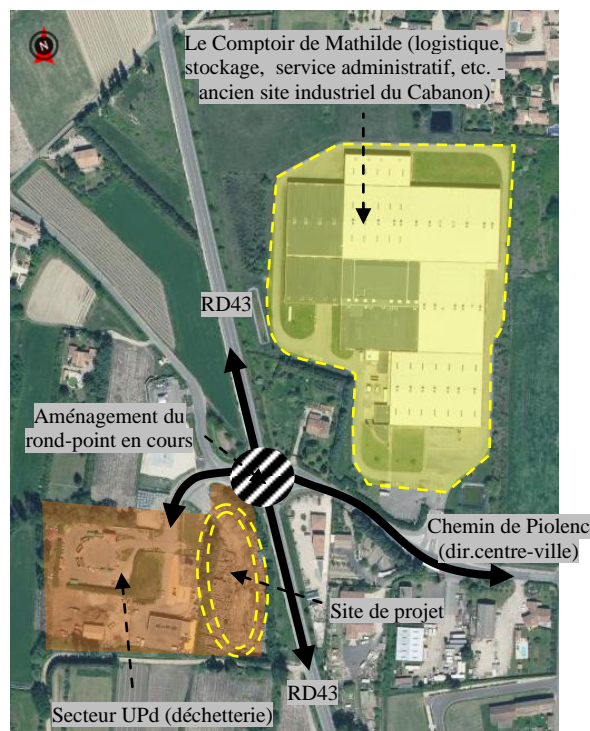 N
Le Comptoir de Mathilde (logistique,
stockage, service administratif, etc. -
ancien site industriel du Cabanon)
RD43
Aménagement du
rond-point en cours
Chemin de Piolenc
(dir.centre-ville)
Site de projet
RD43
Secteur UPd (déchetterie)